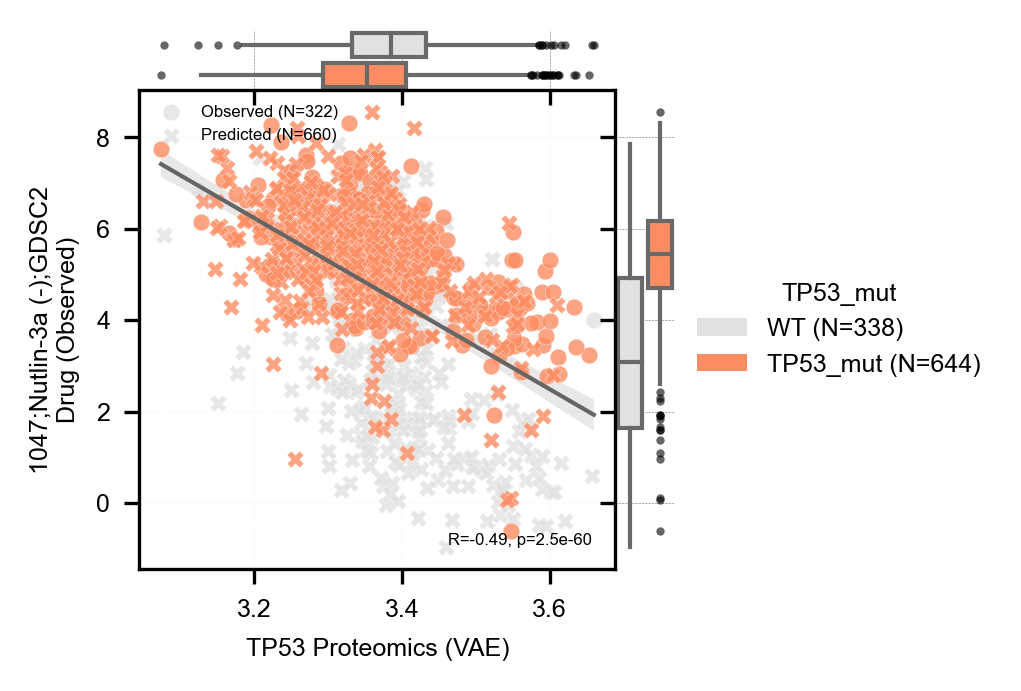 Observed (N=322)
Predicted (N=660)
8
6
4
2
0
1047;Nutlin-3a (-);GDSC2
Drug (Observed)
R=-0.49, p=2.5e-60
3.2
3.4
3.6
TP53 Proteomics (VAE)
TP53_mut
WT (N=338)
TP53_mut (N=644)